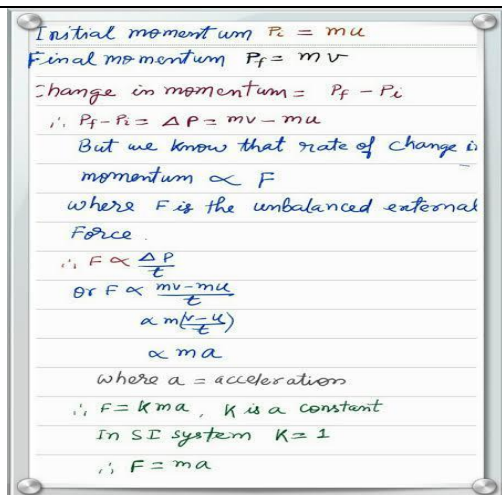 Initial momentum Pi = mu
Final momentum Pf = mv
Change in momentum = Pf - Pi
∴ Pf - Pi = ΔP = mv - mu
But we know that rate of change i
momentum ∝ F
where F is the unbalanced external
Force.
∴ F ∝ ΔP/t
or F ∝ (mv - mu)/t
∝ m(v-u/t)
∝ ma
where a = acceleration
∴ F = Kma, K is a constant
In SI system K = 1
∴ F = ma